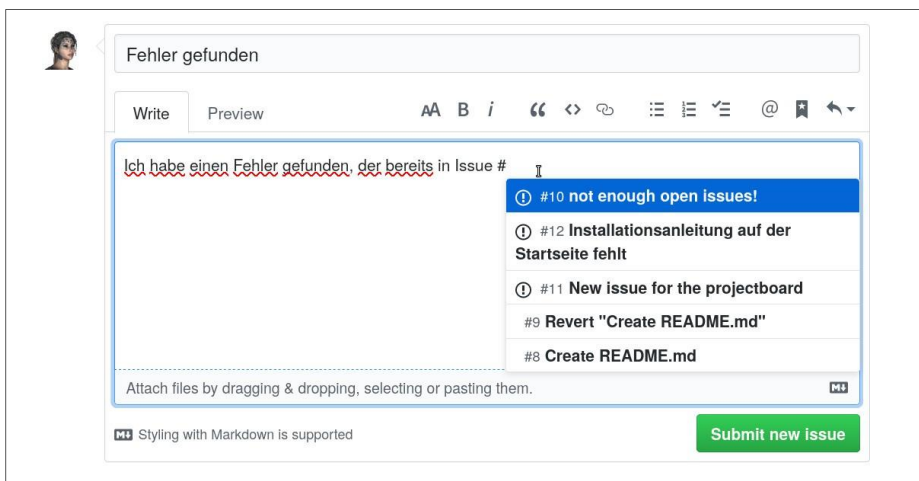 Fehler gefunden
Write Preview AA B i
Ich habe einen Fehler gefunden, der bereits in Issue #
#10 not enough open issues!
#12 Installationsanleitung auf der
Startseite fehlt
#11 New issue for the projectboard
#9 Revert "Create README.md"
#8 Create README.md
Attach files by dragging & dropping, selecting or pasting them.
Styling with Markdown is supported
Submit new issue